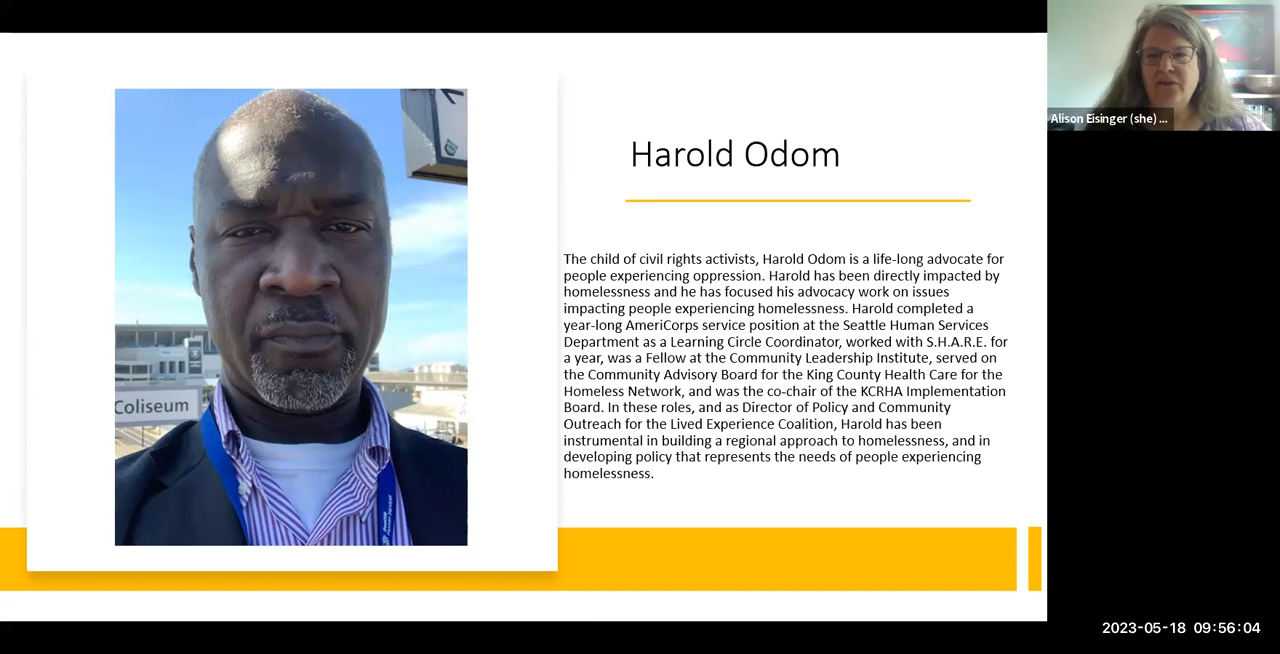 Harold Odom
The child of civil rights activists, Harold Odom is a life-long advocate for
people experiencing oppression. Harold has been directly impacted by
homelessness and he has focused his advocacy work on issues
impacting people experiencing homelessness. Harold completed a
year-long AmeriCorps service position at the Seattle Human Services
Department as a Learning Circle Coordinator, worked with S.H.A.R.E. for
a year, was a Fellow at the Community Leadership Institute, served on
the Community Advisory Board for the King County Health Care for the
Homeless Network, and was the co-chair of the KCRHA Implementation
Board. In these roles, and as Director of Policy and Community
Outreach for the Lived Experience Coalition, Harold has been
instrumental in building a regional approach to homelessness, and in
developing policy that represents the needs of people experiencing
homelessness.
Coliseum
Seattle
Human Services
Alison Eisinger (she) ...
2023-05-18 09:56:04